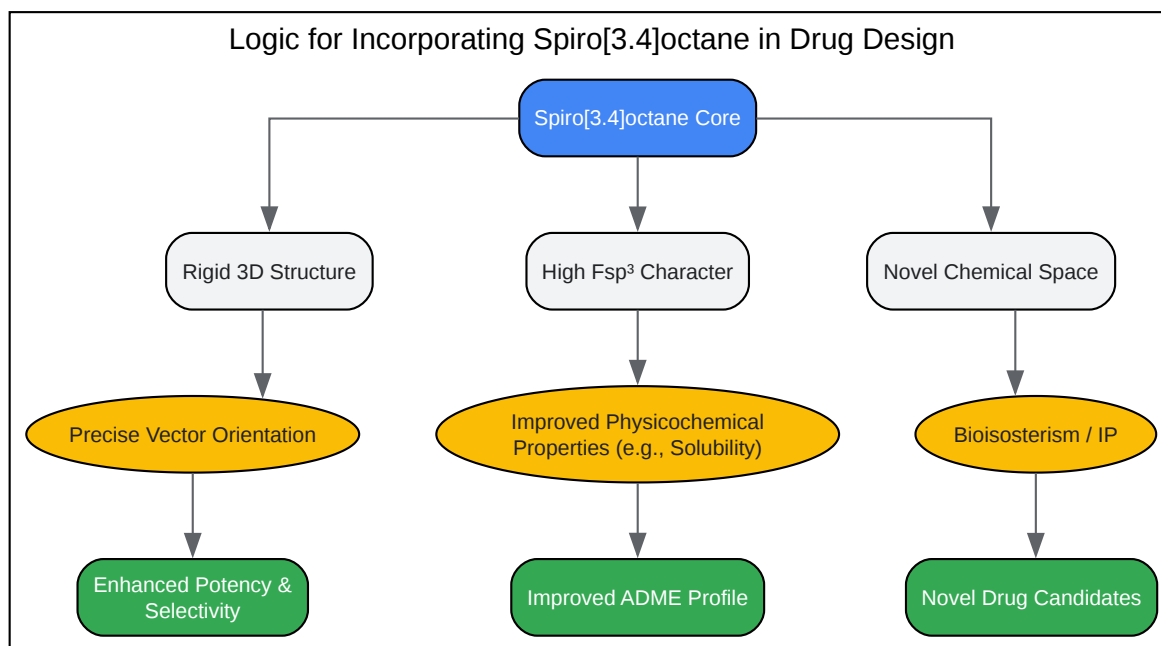 Logic for Incorporating Spiro[3.4]octane in Drug Design
Spiro[3.4]octane Core
Rigid 3D Structure
High Fsp³ Character
Novel Chemical Space
Precise Vector Orientation
Improved Physicochemical
Properties (e.g., Solubility)
Bioisosterism / IP
Enhanced Potency &
Selectivity
Improved ADME Profile
Novel Drug Candidates